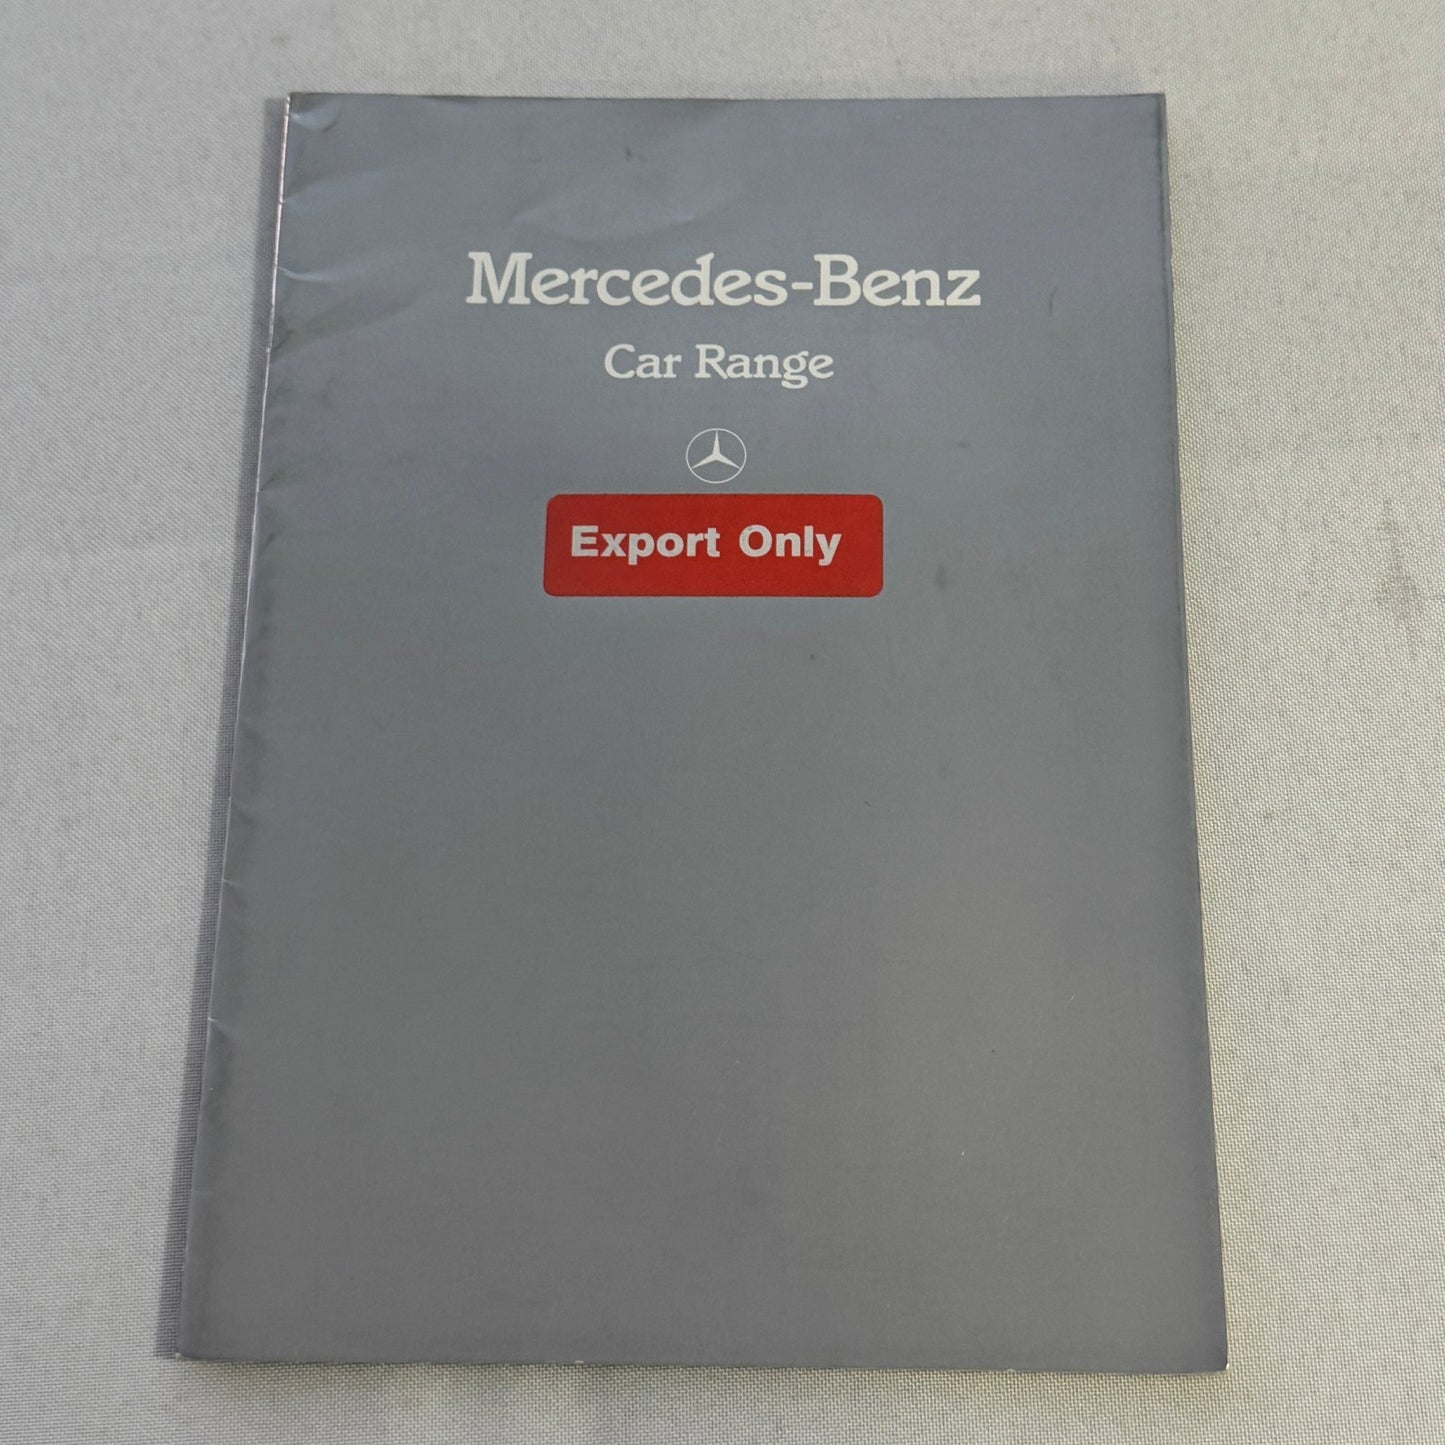 Mercedes-Benz
Car Range
Export Only